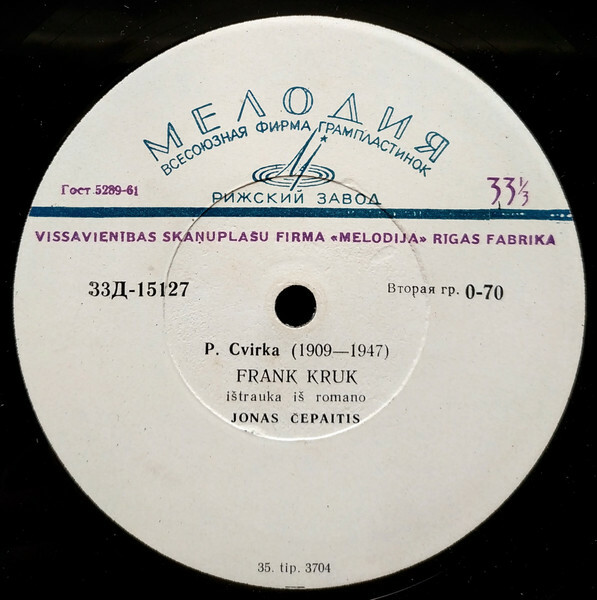 МЕЛОДИЯ
ВСЕСОЮЗНАЯ ФИРМА ГРАМПЛАСТИНОК
Гост 5289-61
РИЖСКИЙ ЗАВОД
33⅓
VISSAVIENĪBAS SKAŅUPLAŠU FIRMA «MELODIJA» RĪGAS FABRIKA
33Д-15127
Вторая гр. 0-70
P. Cvirka (1909—1947)
FRANK KRUK
ištrauka iš romano
JONAS ČEPAITIS
35. tip. 3704